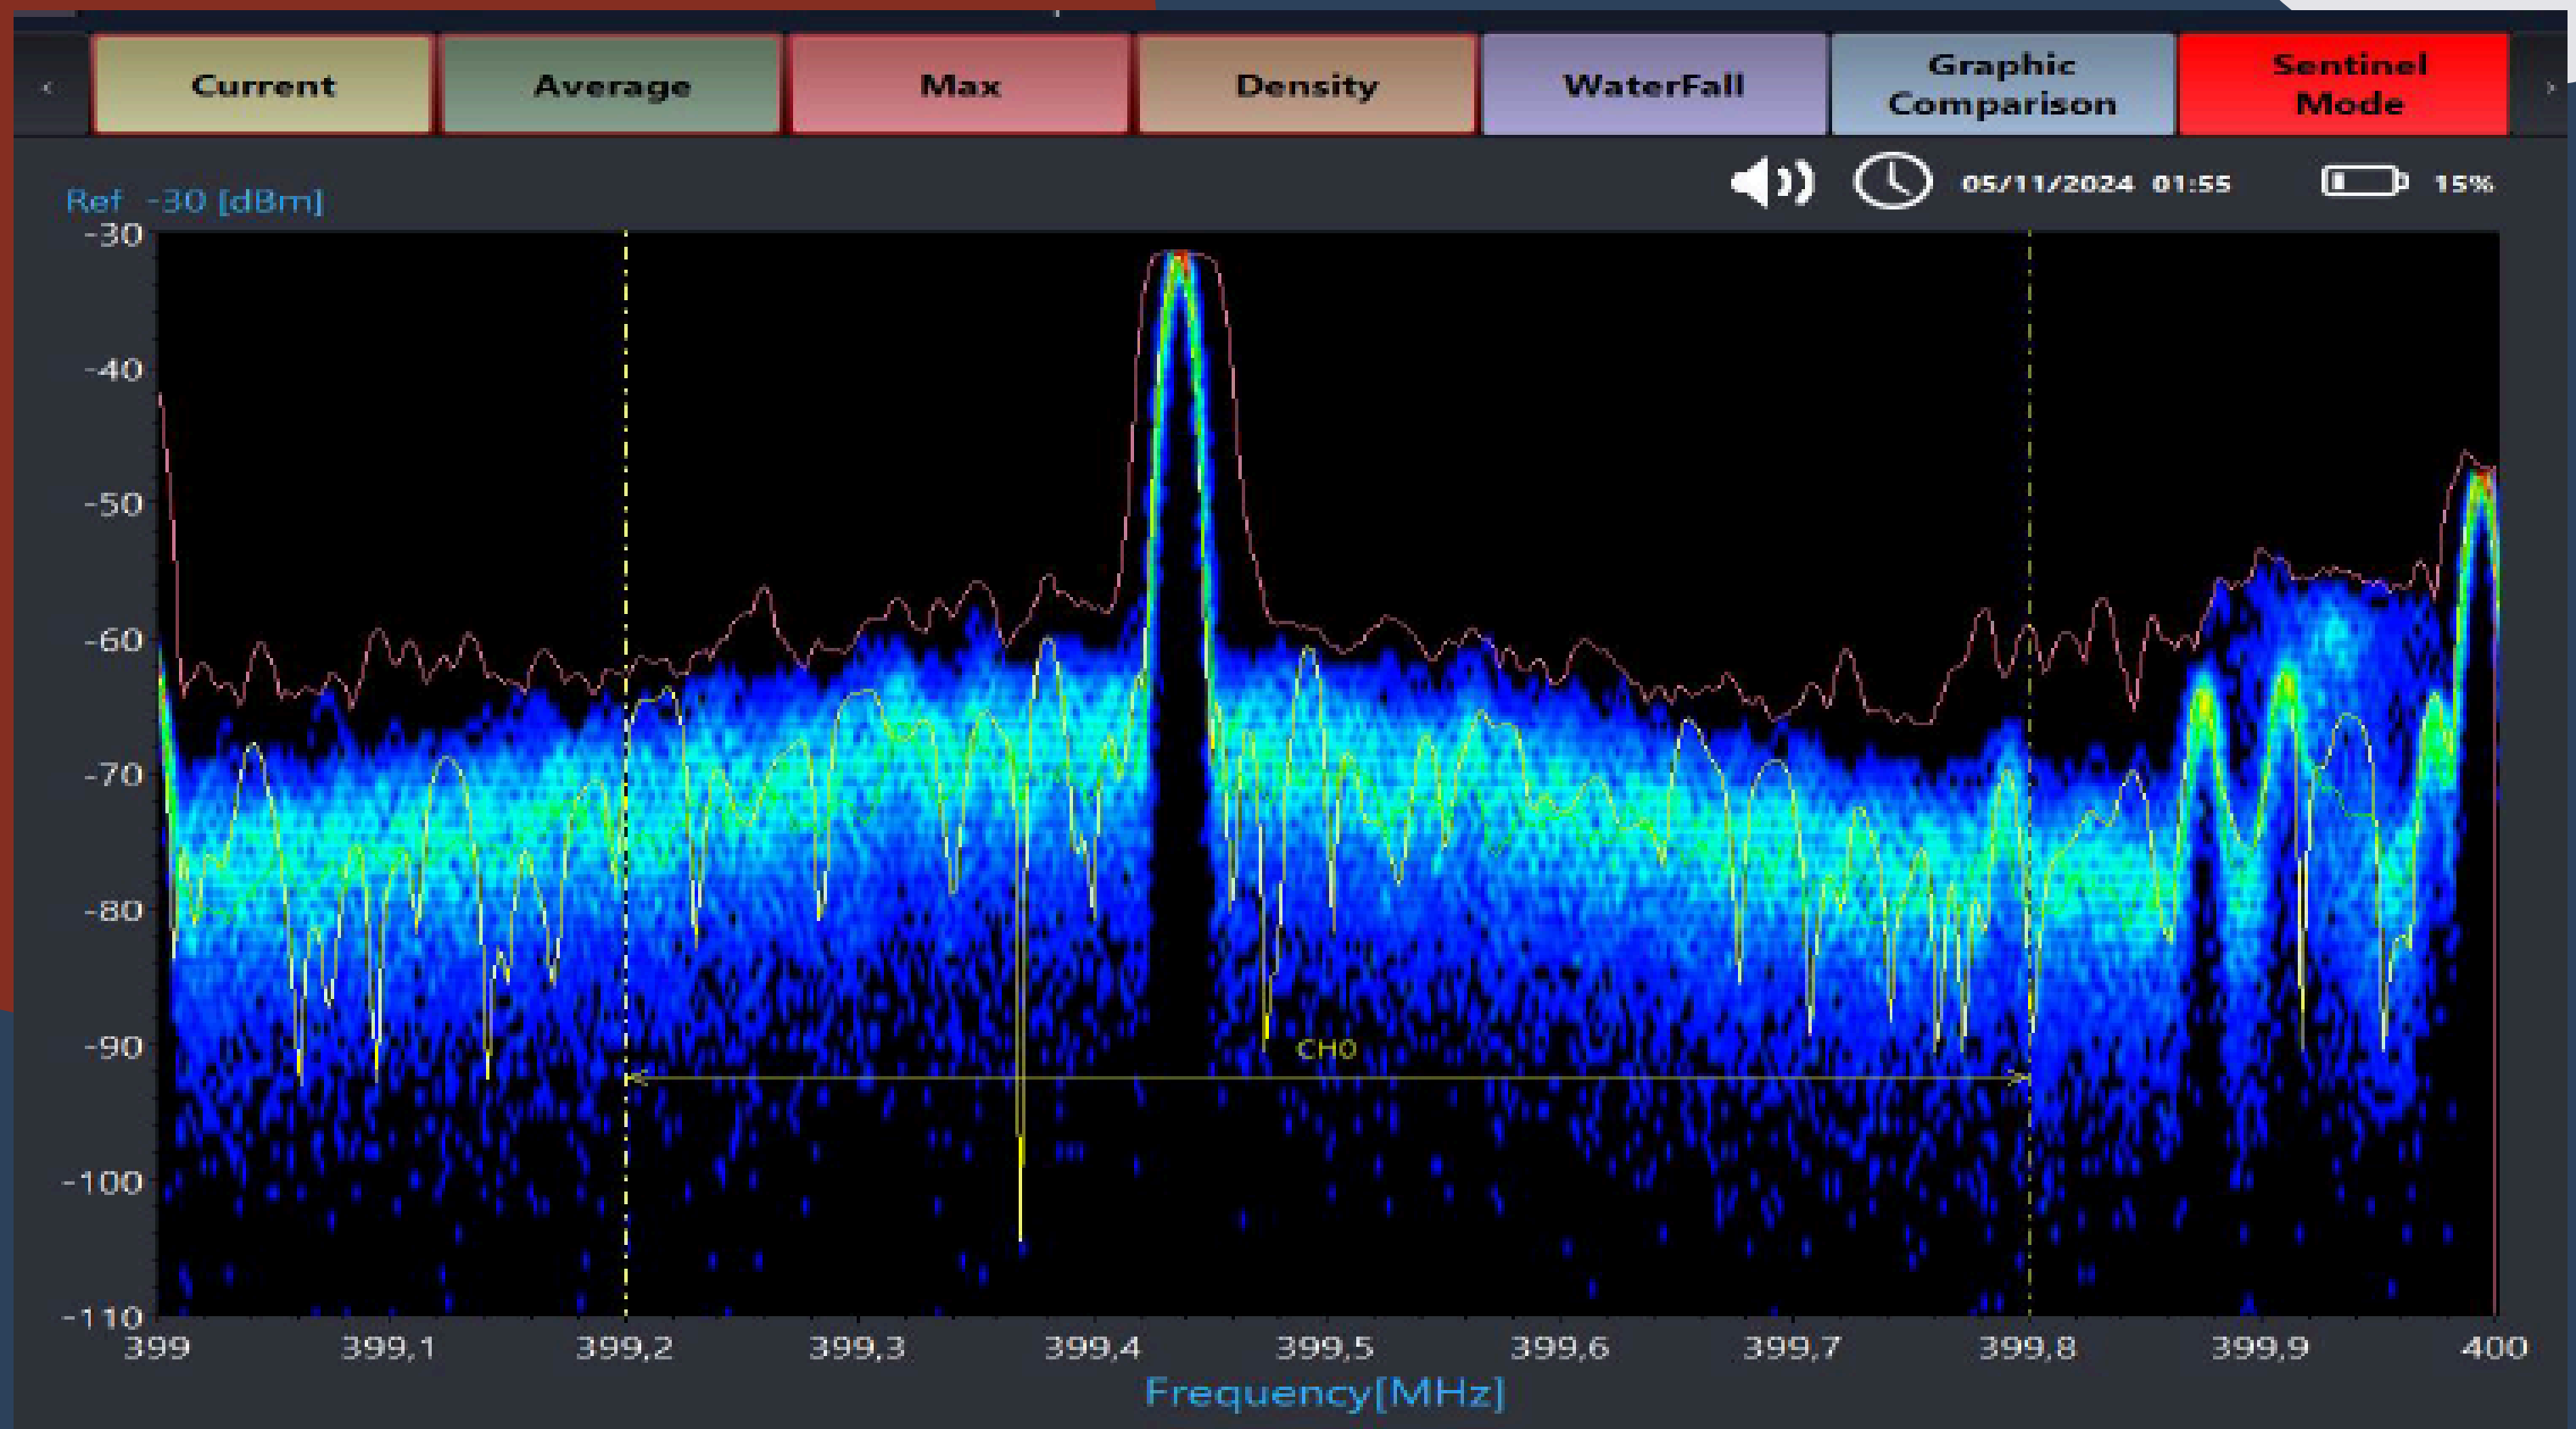 Current Average Max Density WaterFall Graphic Comparison Sentinel Mode
05/11/2024 01:55 15%
Ref -30 [dBm]
-30
-40
-50
-60
-70
-80
-90
CH0
-100
-110
399 399,1 399,2 399,3 399,4 399,5 399,6 399,7 399,8 399,9 400
Frequency[MHz]